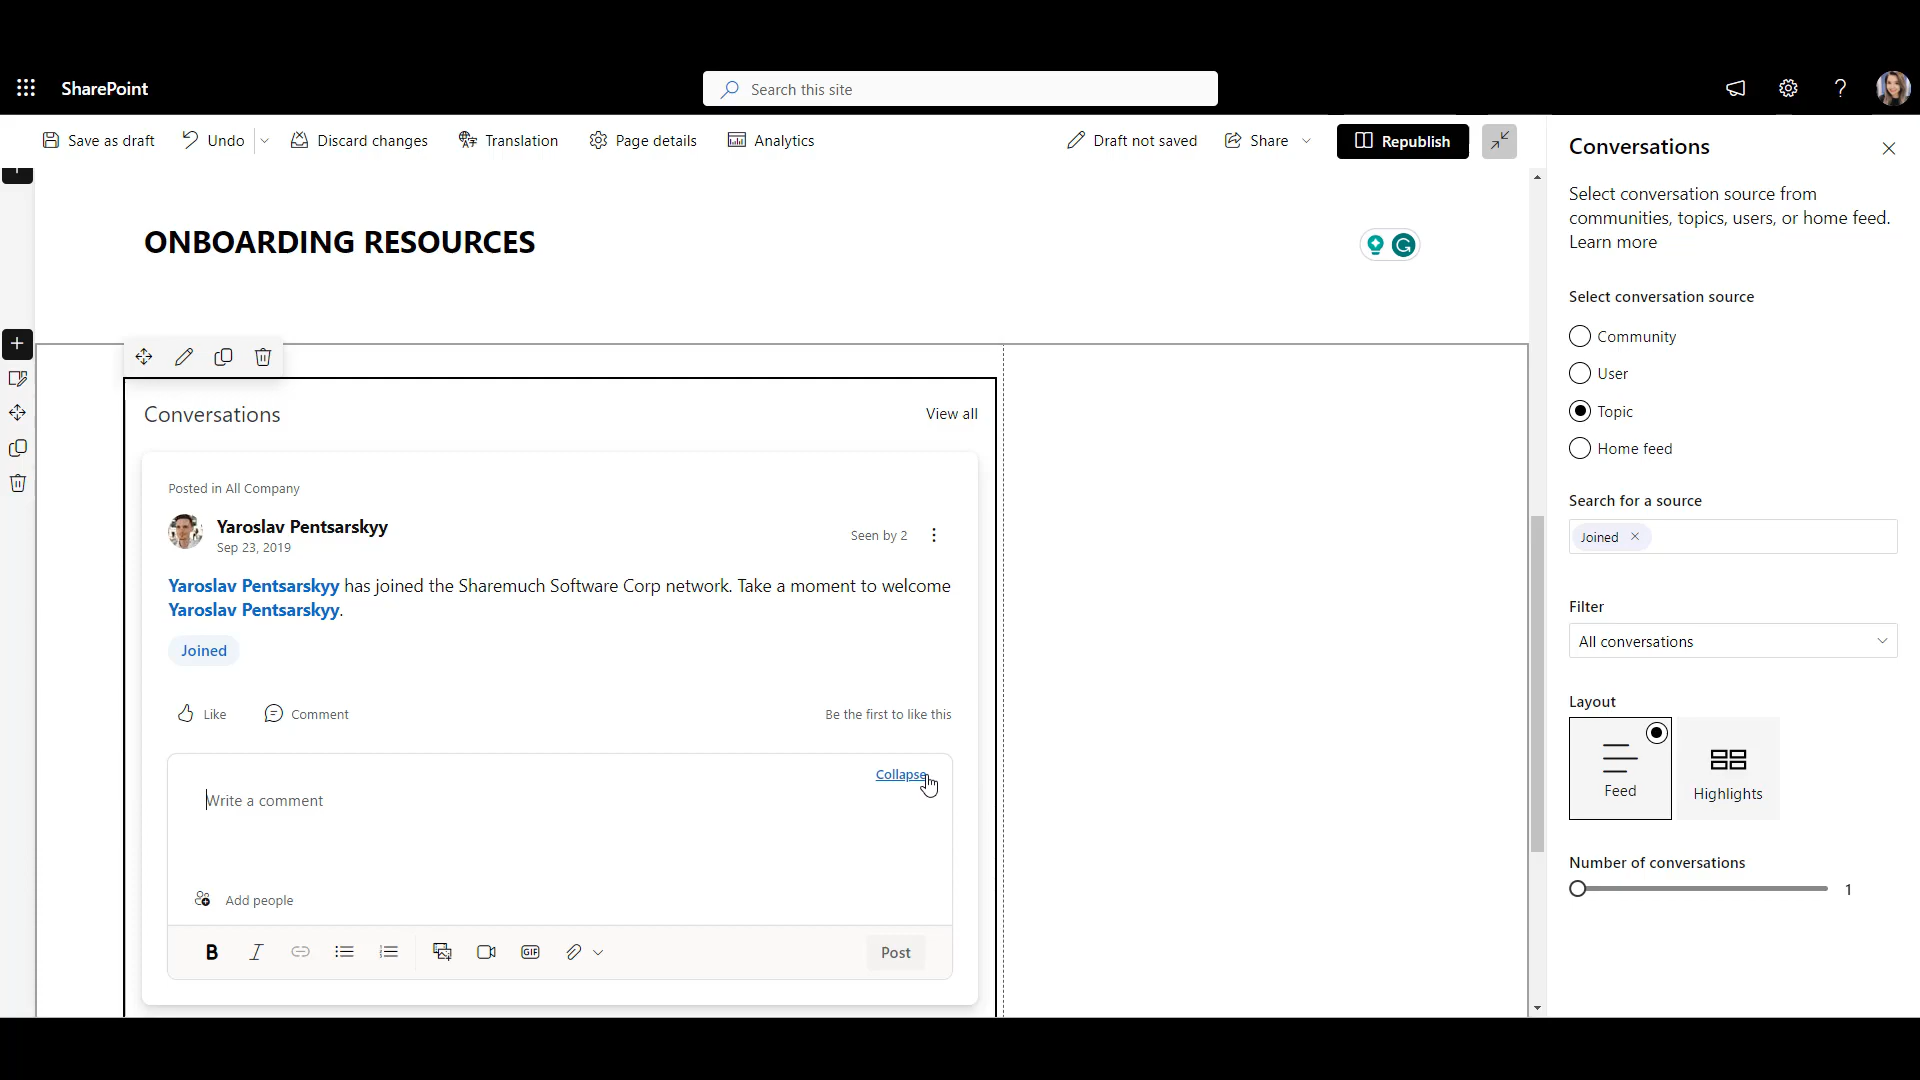 SharePoint
Search this site
Save as draft
Undo
Discard changes
Translation
Page details
Analytics
Draft not saved
Share
Republish
ONBOARDING RESOURCES
Conversations
View all
Posted in All Company
Yaroslav Pentsarskyy
Sep 23, 2019
Seen by 2
Yaroslav Pentsarskyy has joined the Sharemuch Software Corp network. Take a moment to welcome
Yaroslav Pentsarskyy.
Joined
Like
Comment
Be the first to like this
Collapse
Write a comment
Add people
B
I
GIF
Post
Conversations
Select conversation source from
communities, topics, users, or home feed.
Learn more
Select conversation source
Community
User
Topic
Home feed
Search for a source
Joined
Filter
All conversations
Layout
Feed
Highlights
Number of conversations
1